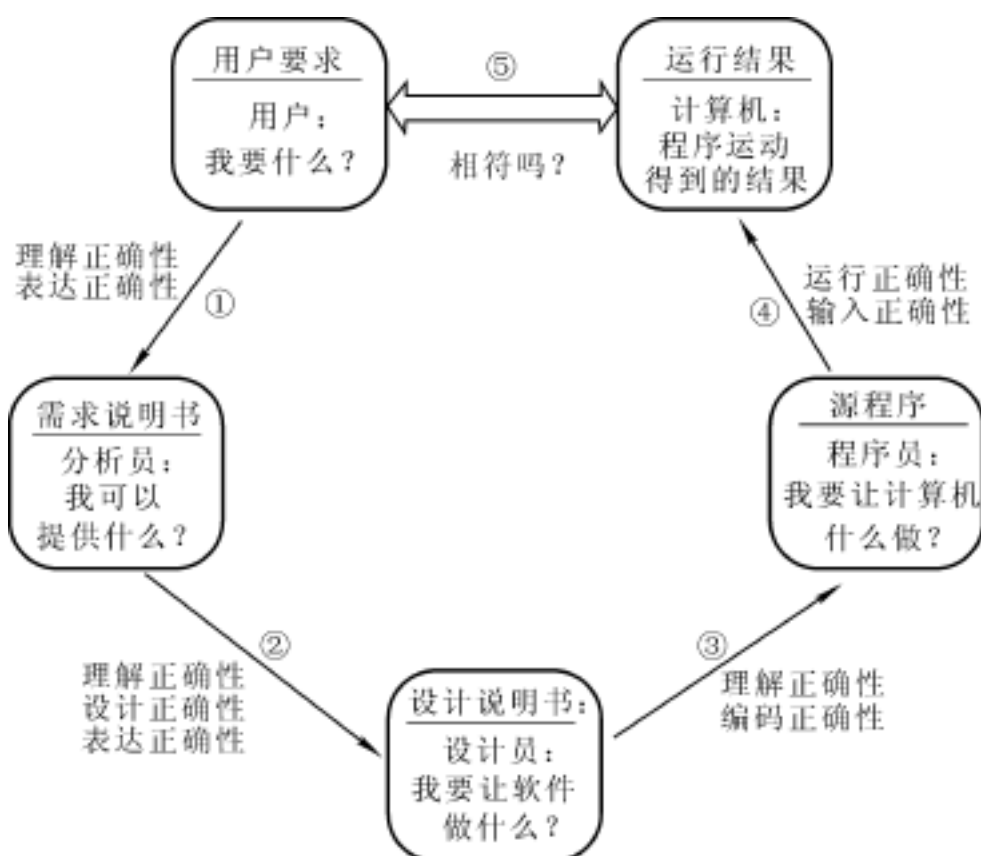 用户要求
用户：
我要什么？
⑤
相符吗？
运行结果
计算机：
程序运动
得到的结果
理解正确性
表达正确性
①
运行正确性
输入正确性
④
需求说明书
分析员：
我可以
提供什么？
源程序
程序员：
我要让计算机
什么做？
②
理解正确性
设计正确性
表达正确性
③
理解正确性
编码正确性
设计说明书：
设计员：
我要让软件
做什么？